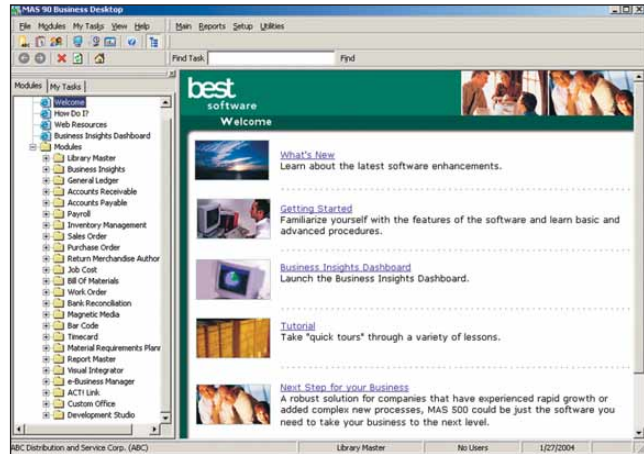 MAS 90 Business Desktop
File Modules My Tasks View Help
Main Reports Setup Utilities
Find Task
Find
Modules
My Tasks
Welcome
How Do I?
Web Resources
Business Insights Dashboard
Modules
Library Master
Business Insights
General Ledger
Accounts Receivable
Accounts Payable
Payroll
Inventory Management
Sales Order
Purchase Order
Return Merchandise Author
Job Cost
Bill Of Materials
Work Order
Bank Reconciliation
Magnetic Media
Bar Code
Timecard
Material Requirements Plann
Report Master
Visual Integrator
e-Business Manager
ACT! Link
Custom Office
Development Studio
best
software
Welcome
What's New
Learn about the latest software enhancements.
Getting Started
Familiarize yourself with the features of the software and learn basic and
advanced procedures.
Business Insights Dashboard
Launch the Business Insights Dashboard.
Tutorial
Take "quick tours" through a variety of lessons.
Next Step for your Business
A robust solution for companies that have experienced rapid growth or
added complex new processes, MAS 500 could be just the software you
need to take your business to the next level.
ABC Distribution and Service Corp. (ABC)
Library Master
No Users
1/27/2004